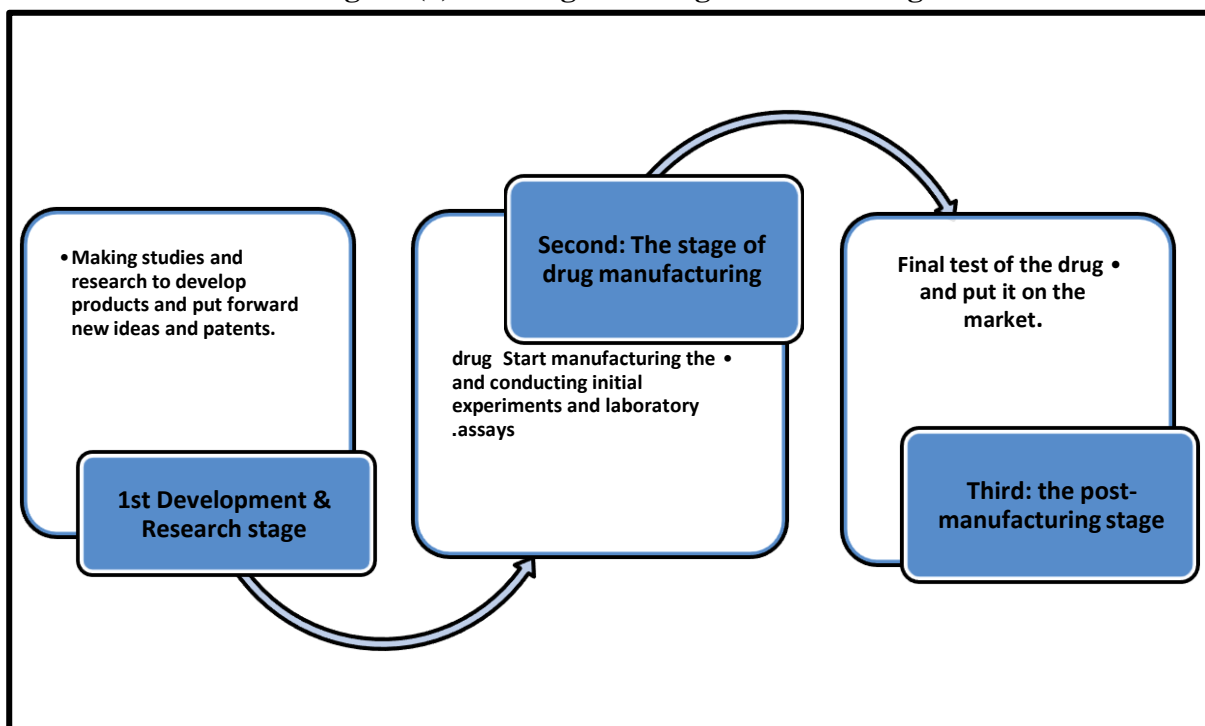 •Making studies and
research to develop
products and put forward
new ideas and patents.
1st Development &
Research stage
Second: The stage of
drug manufacturing
drug Start manufacturing the •
and conducting initial
experiments and laboratory
.assays
Final test of the drug •
and put it on the
market.
Third: the post-
manufacturing stage